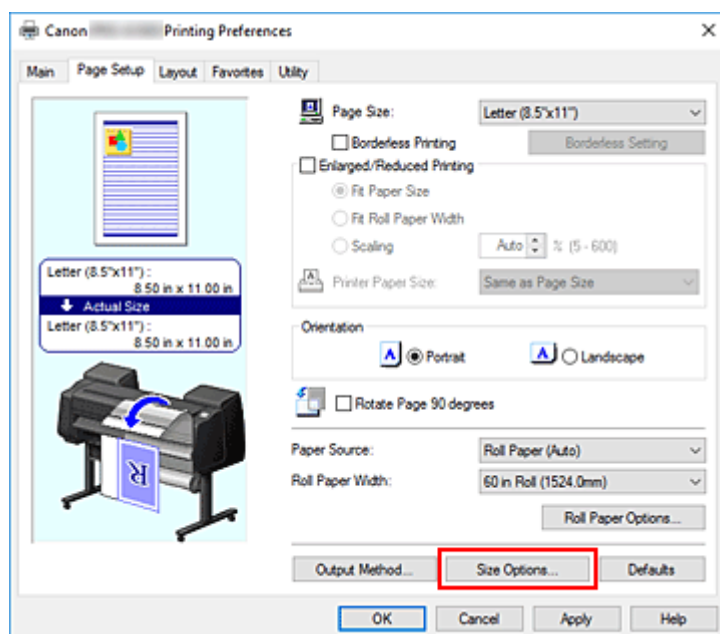 Canon Printing Preferences
Main Page Setup Layout Favorites Utility
Page Size: Letter (8.5"x11")
Borderless Printing Borderless Setting
Enlarged/Reduced Printing
Fit Paper Size
Fit Roll Paper Width
Scaling Auto % (5 - 600)
Printer Paper Size: Same as Page Size
Letter (8.5"x11") :
8.50 in x 11.00 in
Actual Size
Letter (8.5"x11") :
8.50 in x 11.00 in
Orientation
A Portrait A Landscape
Rotate Page 90 degrees
R
Paper Source: Roll Paper (Auto)
Roll Paper Width: 60 in Roll (1524.0mm)
Roll Paper Options...
Output Method... Size Options... Defaults
OK Cancel Apply Help